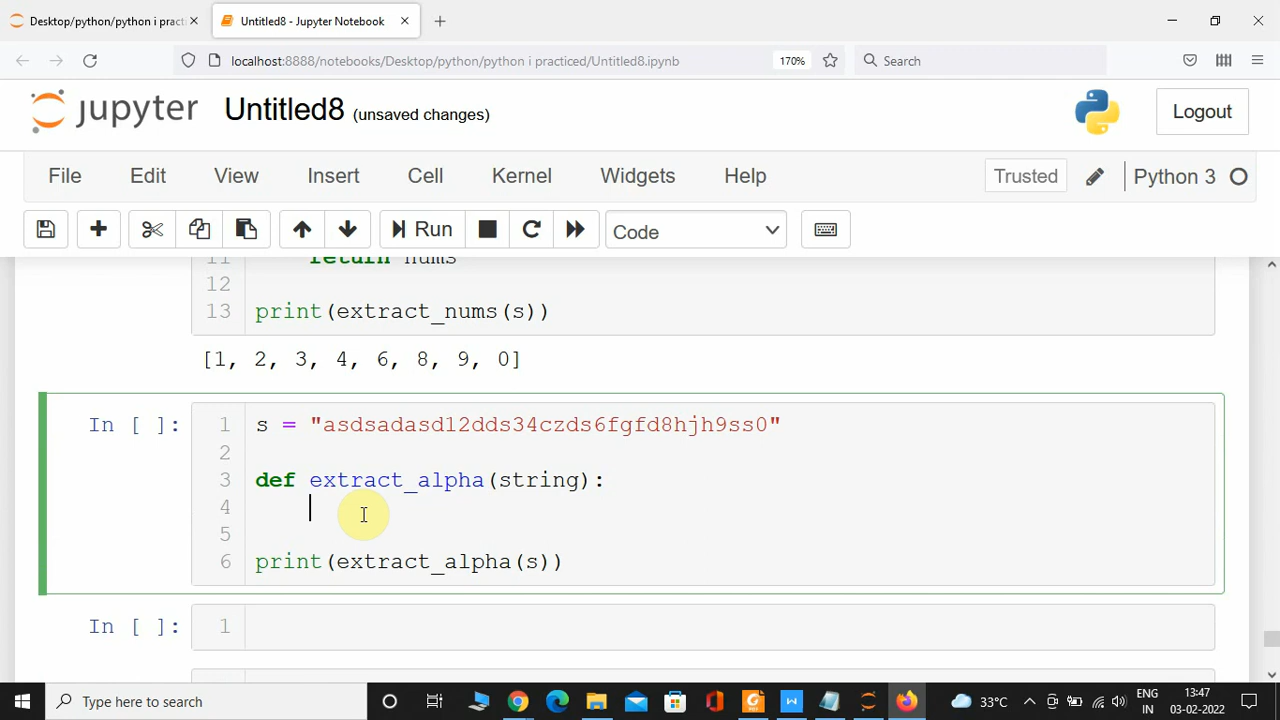 Desktop/python/python i practi
Untitled8 - Jupyter Notebook
localhost:8888/notebooks/Desktop/python/python i practiced/Untitled8.ipynb
170%
Search
jupyter
Untitled8 (unsaved changes)
Logout
File Edit View Insert Cell Kernel Widgets Help
Trusted
Python 3
Run
Code
11 return nums
12
13 print(extract_nums(s))
[1, 2, 3, 4, 6, 8, 9, 0]
In [ ]: 1 s = "asdsadasd12dds34czds6fgfd8hjh9ss0"
2
3 def extract_alpha(string):
4
5
6 print(extract_alpha(s))
In [ ]: 1
Type here to search
W
33°C
ENG
IN
13:47
03-02-2022